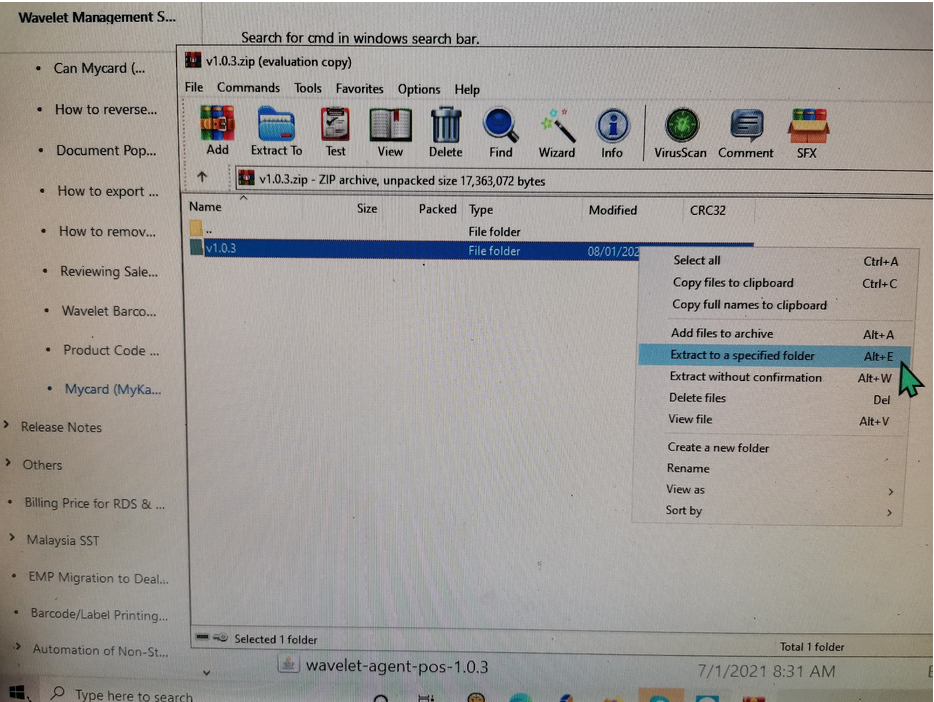 Wavelet Management S...
Search for cmd in windows search bar.
Can Mycard (...
How to reverse...
Document Pop...
How to export ...
How to remov...
Reviewing Sale...
Wavelet Barco...
Product Code ...
Mycard (MyKa...
Release Notes
Others
Billing Price for RDS & ...
Malaysia SST
EMP Migration to Deal...
Barcode/Label Printing...
Automation of Non-St...
v1.0.3.zip (evaluation copy)
File Commands Tools Favorites Options Help
Add Extract To Test View Delete Find Wizard Info VirusScan Comment SFX
v1.0.3.zip - ZIP archive, unpacked size 17,363,072 bytes
Name Size Packed Type Modified CRC32
.. File folder
v1.0.3 File folder 08/01/202
Select all Ctrl+A
Copy files to clipboard Ctrl+C
Copy full names to clipboard
Add files to archive Alt+A
Extract to a specified folder Alt+E
Extract without confirmation Alt+W
Delete files Del
View file Alt+V
Create a new folder
Rename
View as
Sort by
Selected 1 folder Total 1 folder
wavelet-agent-pos-1.0.3 7/1/2021 8:31 AM
Type here to search